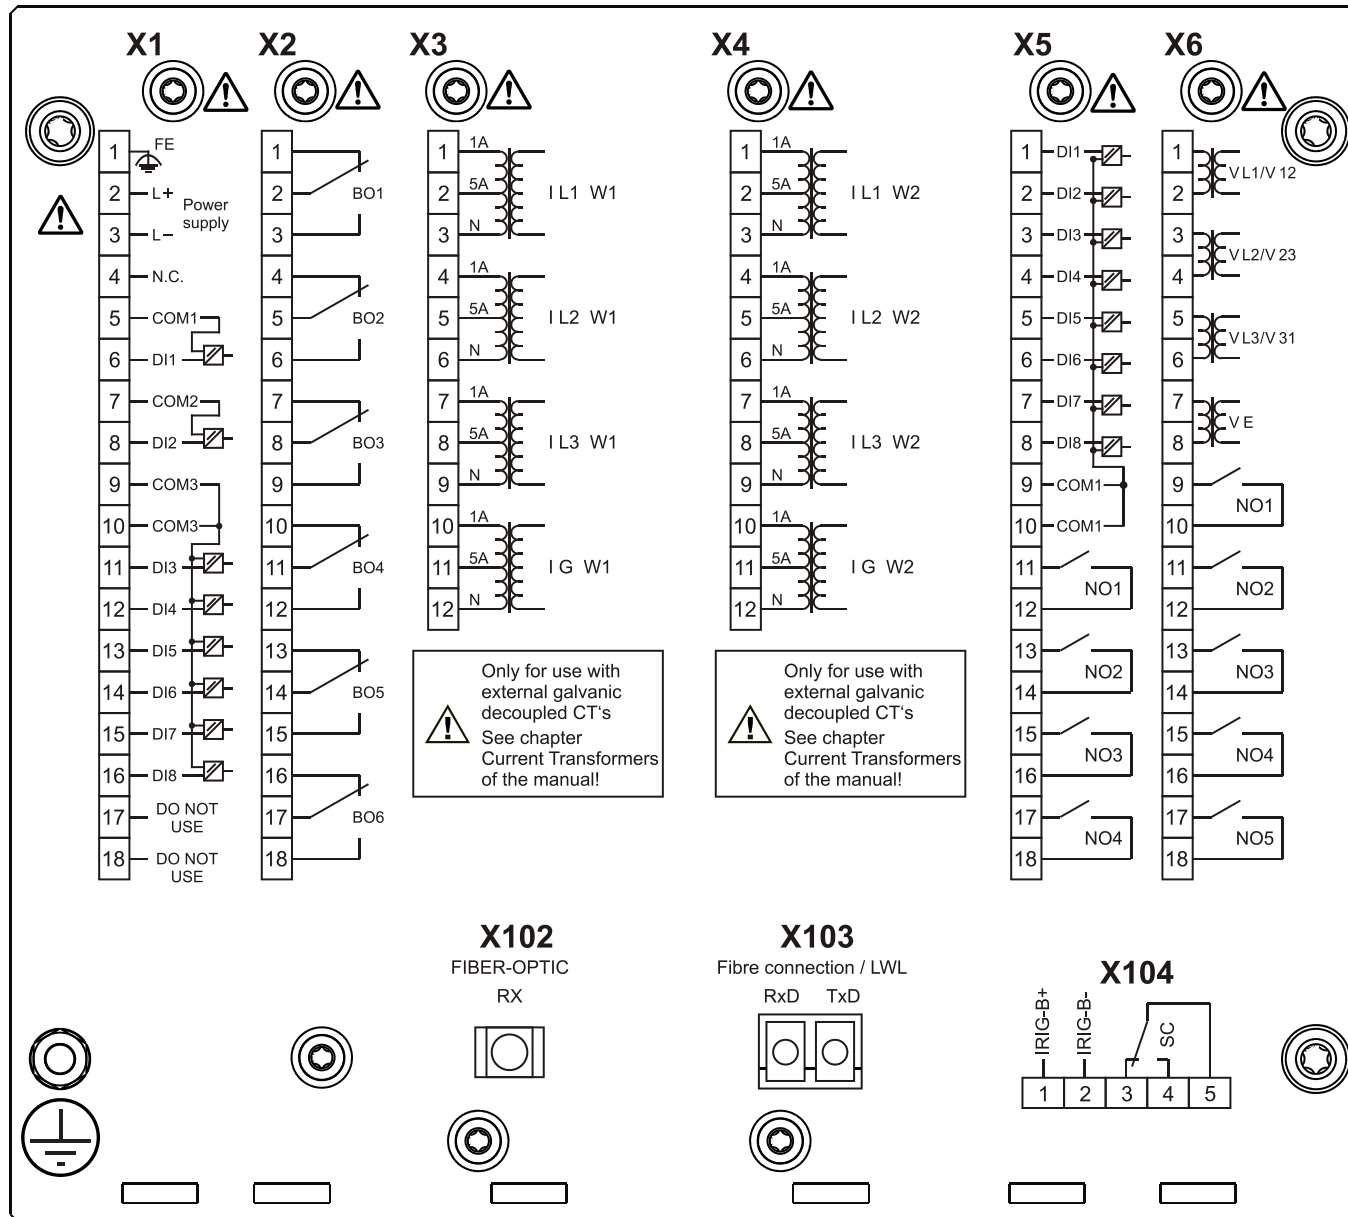 X1 X2 X3 X4 X5 X6
1 FE
2 L+
3 L–
Power
supply
4 N.C.
5 COM1
6 DI1
7 COM2
8 DI2
9 COM3
10 COM3
11 DI3
12 DI4
13 DI5
14 DI6
15 DI7
16 DI8
17 DO NOT
USE
18 DO NOT
USE
1
2 BO1
3
4
5 BO2
6
7
8 BO3
9
10
11 BO4
12
13
14 BO5
15
16
17 BO6
18
1 1A
2 5A I L1 W1
3 N
4 1A
5 5A I L2 W1
6 N
7 1A
8 5A I L3 W1
9 N
10 1A
11 5A I G W1
12 N
Only for use with
external galvanic
decoupled CT‘s
See chapter
Current Transformers
of the manual!
1 1A
2 5A I L1 W2
3 N
4 1A
5 5A I L2 W2
6 N
7 1A
8 5A I L3 W2
9 N
10 1A
11 5A I G W2
12 N
Only for use with
external galvanic
decoupled CT‘s
See chapter
Current Transformers
of the manual!
1 DI1
2 DI2
3 DI3
4 DI4
5 DI5
6 DI6
7 DI7
8 DI8
9 COM1
10 COM1
11
NO1
12
13
NO2
14
15
NO3
16
17
NO4
18
1
V L1/V 12
2
3
V L2/V 23
4
5
V L3/V 31
6
7
V E
8
9
NO1
10
11
NO2
12
13
NO3
14
15
NO4
16
17
NO5
18
X102
FIBER-OPTIC
RX
X103
Fibre connection / LWL
RxD TxD
X104
IRIG-B+
IRIG-B-
SC
1 2 3 4 5